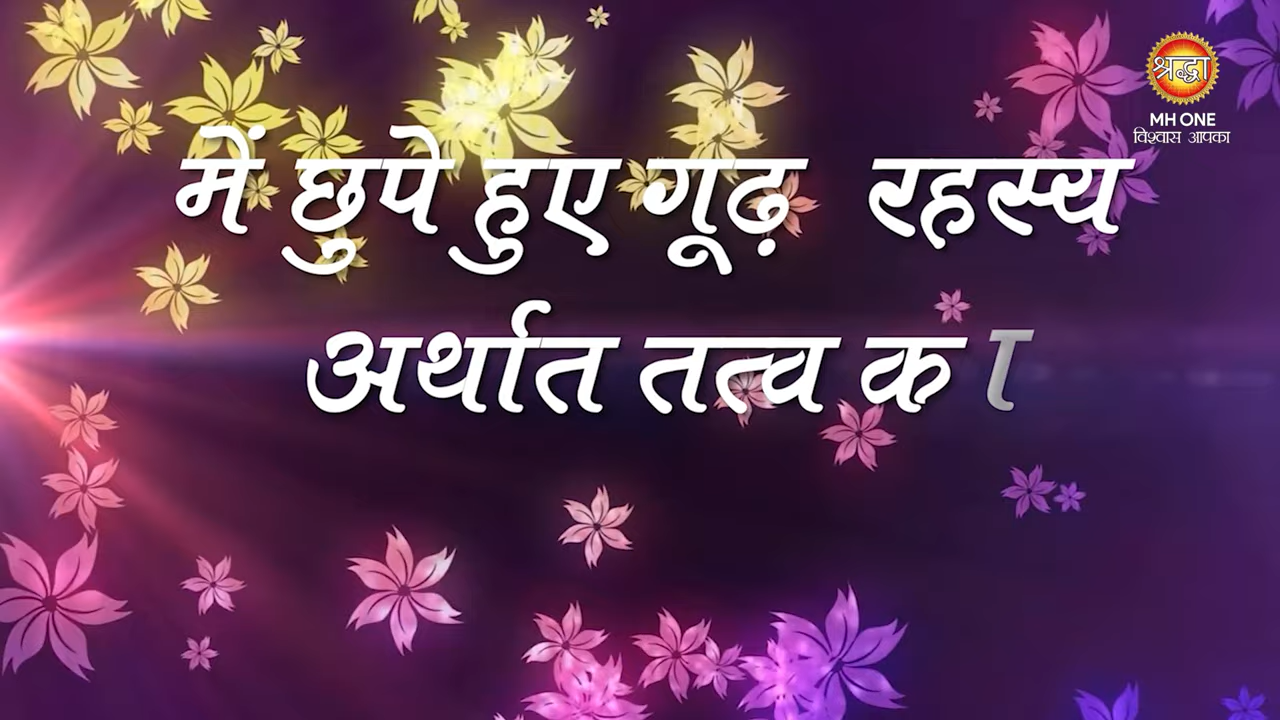 श्रद्धा
MH ONE
विश्वास आपका
में छुपे हुए गूढ़ रहस्य
अर्थात तत्व का